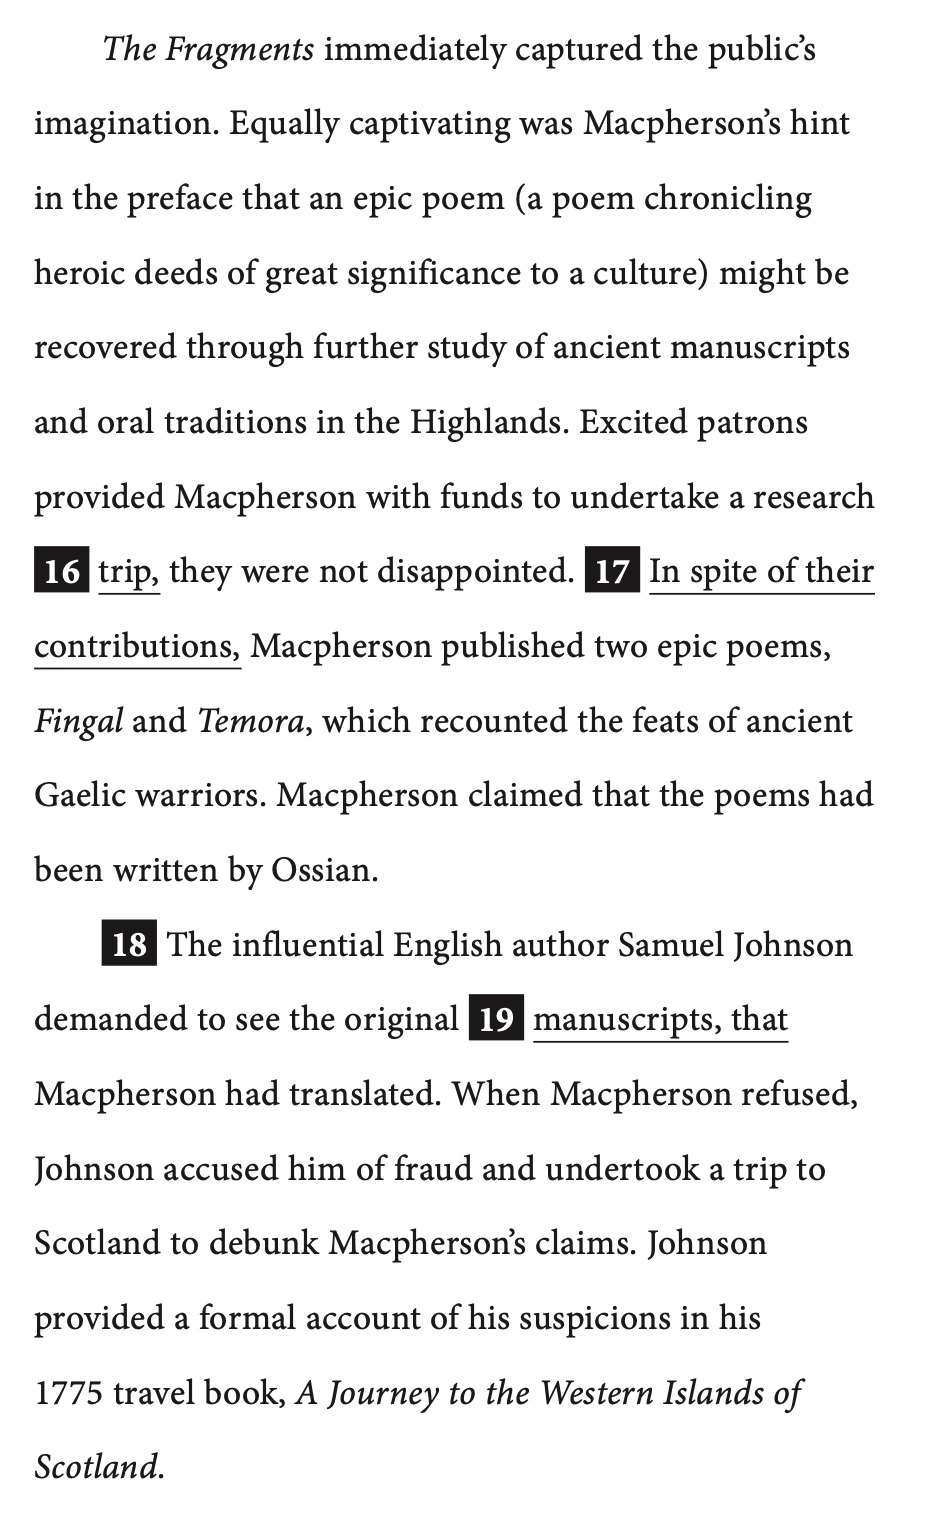 The Fragments immediately captured the public’s
imagination. Equally captivating was Macpherson’s hint
in the preface that an epic poem (a poem chronicling
heroic deeds of great significance to a culture) might be
recovered through further study of ancient manuscripts
and oral traditions in the Highlands. Excited patrons
provided Macpherson with funds to undertake a research
16 trip, they were not disappointed. 17 In spite of their
contributions, Macpherson published two epic poems,
Fingal and Temora, which recounted the feats of ancient
Gaelic warriors. Macpherson claimed that the poems had
been written by Ossian.
18 The influential English author Samuel Johnson
demanded to see the original 19 manuscripts, that
Macpherson had translated. When Macpherson refused,
Johnson accused him of fraud and undertook a trip to
Scotland to debunk Macpherson’s claims. Johnson
provided a formal account of his suspicions in his
1775 travel book, A Journey to the Western Islands of
Scotland.